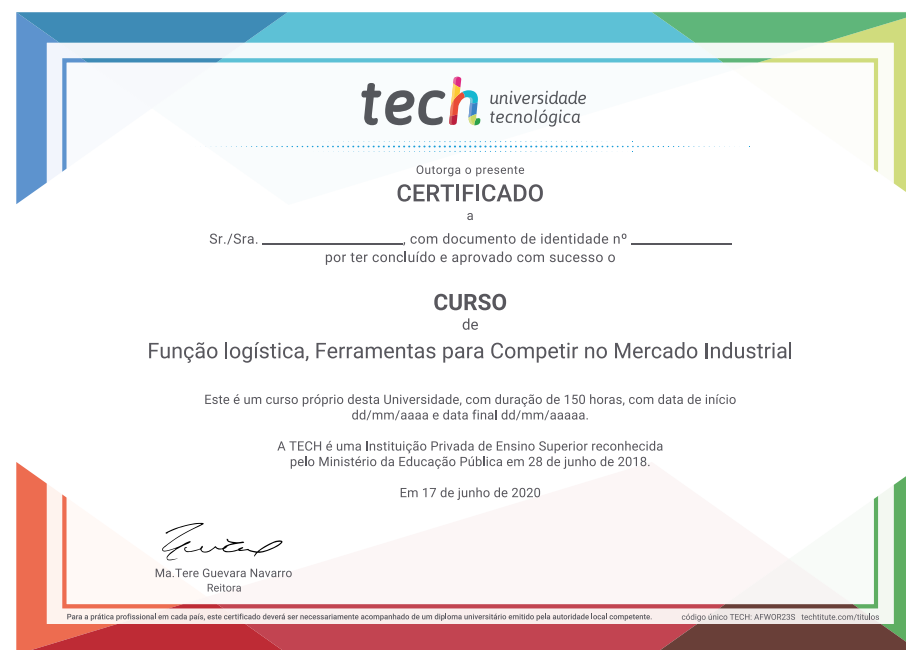 tech universidade
tecnológica
Outorga o presente
CERTIFICADO
a
Sr./Sra. ________________, com documento de identidade nº ____________
por ter concluído e aprovado com sucesso o
CURSO
de
Função logística, Ferramentas para Competir no Mercado Industrial
Este é um curso próprio desta Universidade, com duração de 150 horas, com data de início
dd/mm/aaaa e data final dd/mm/aaaaa.
A TECH é uma Instituição Privada de Ensino Superior reconhecida
pelo Ministério da Educação Pública em 28 de junho de 2018.
Em 17 de junho de 2020
Ma.Tere Guevara Navarro
Reitora
Para a prática profissional em cada país, este certificado deverá ser necessariamente acompanhado de um diploma universitário emitido pela autoridade local competente. código único TECH: AFWOR23S techtitute.com/titulos